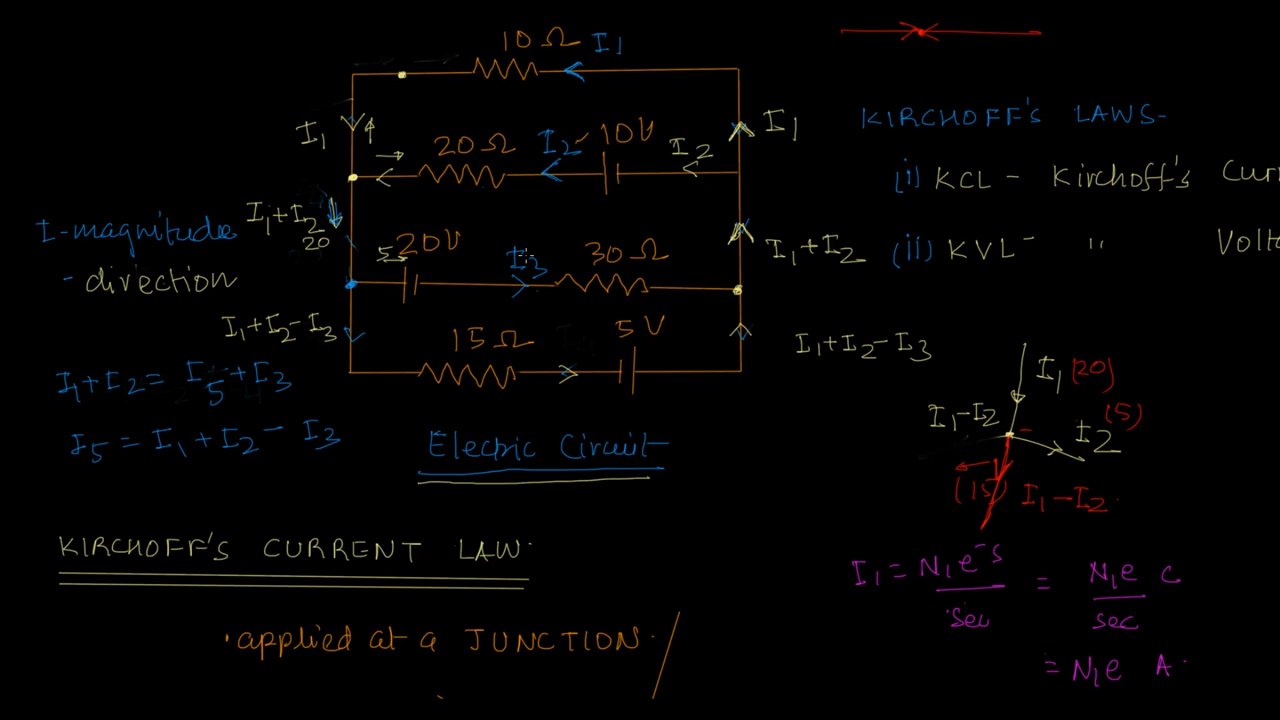 10 Ω I1
I1 20 Ω I2 10V I2 I1
I1+I2
20
20V I3 30 Ω I1+I2
I1+I2-I3 15 Ω 5V I1+I2-I3
I-magnitude
- direction
I1+I2= I5+I3
I5 = I1+I2- I3
Electric Circuit
KIRCHOFF'S CURRENT LAW.
.applied at a JUNCTION.
KIRCHOFF'S LAWS-
(i) KCL - Kirchoff's Curr
(ii) KVL- " Volt
I1 (20)
I1-I2 I2 (5)
(15) I1-I2.
I1 = N1e-s / sec = N1e C / sec
= N1e A.